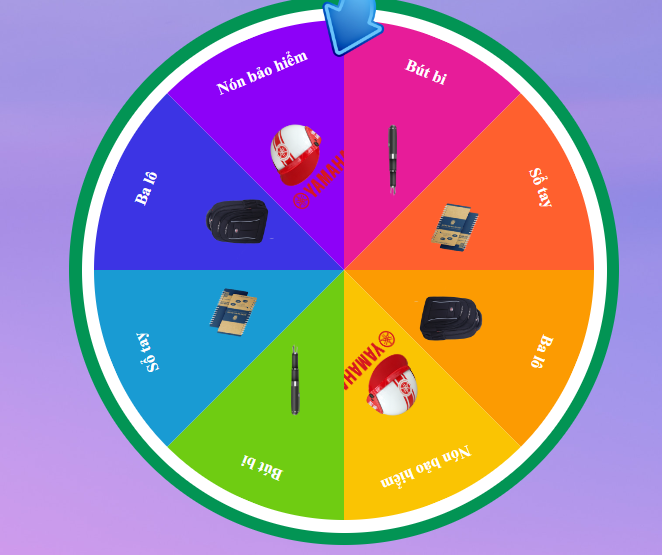 Nón bảo hiểm
Bút bi
Ba lô
Sổ tay
YAMAHA
Sổ tay
Ba lô
YAMAHA
Bút bi
Nón bảo hiểm